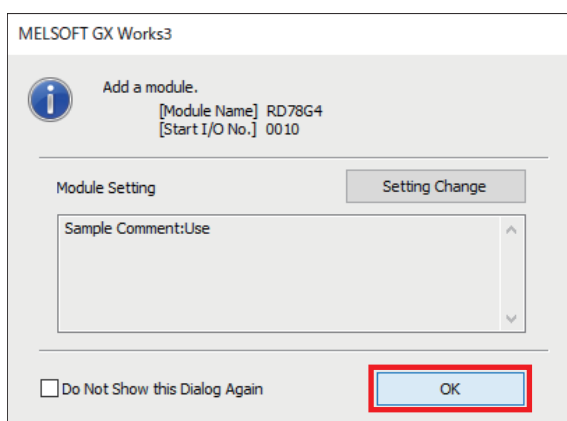 MELSOFT GX Works3
Add a module.
[Module Name] RD78G4
[Start I/O No.] 0010
Module Setting
Setting Change
Sample Comment:Use
Do Not Show this Dialog Again
OK